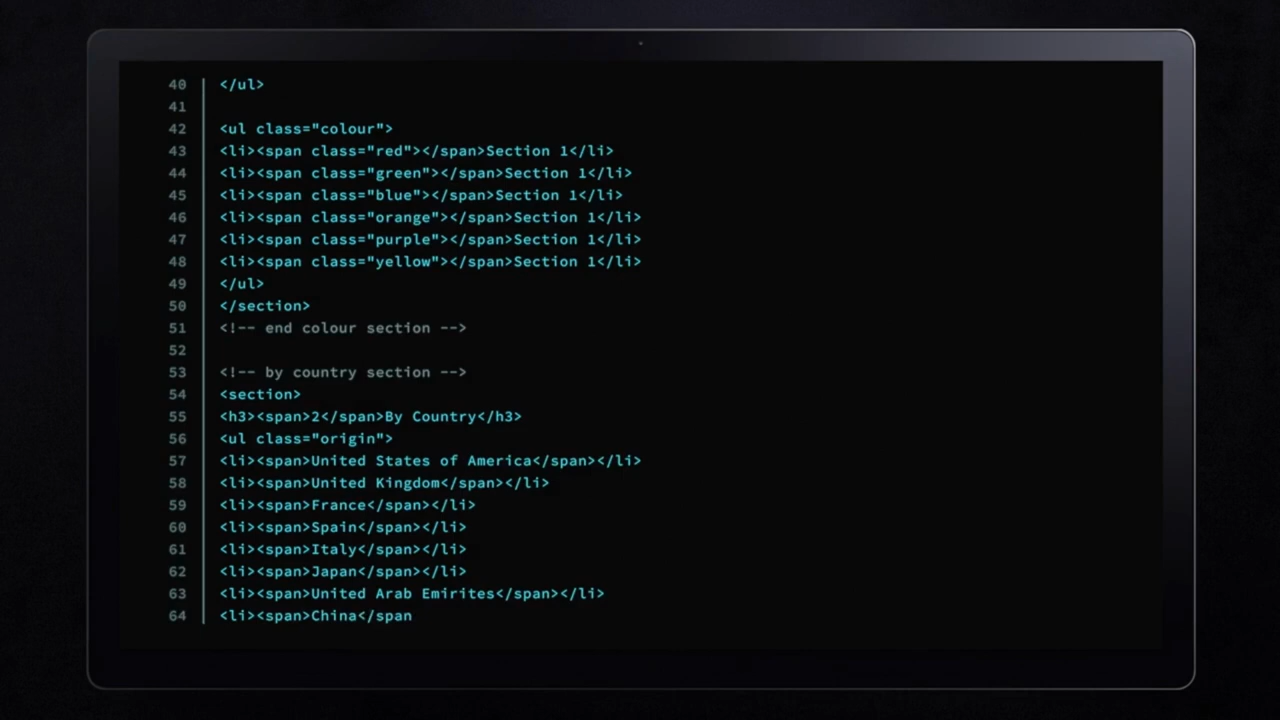 40 </ul>
41
42 <ul class="colour">
43 <li><span class="red"></span>Section 1</li>
44 <li><span class="green"></span>Section 1</li>
45 <li><span class="blue"></span>Section 1</li>
46 <li><span class="orange"></span>Section 1</li>
47 <li><span class="purple"></span>Section 1</li>
48 <li><span class="yellow"></span>Section 1</li>
49 </ul>
50 </section>
51 <!-- end colour section -->
52
53 <!-- by country section -->
54 <section>
55 <h3><span>2</span>By Country</h3>
56 <ul class="origin">
57 <li><span>United States of America</span></li>
58 <li><span>United Kingdom</span></li>
59 <li><span>France</span></li>
60 <li><span>Spain</span></li>
61 <li><span>Italy</span></li>
62 <li><span>Japan</span></li>
63 <li><span>United Arab Emirites</span></li>
64 <li><span>China</span